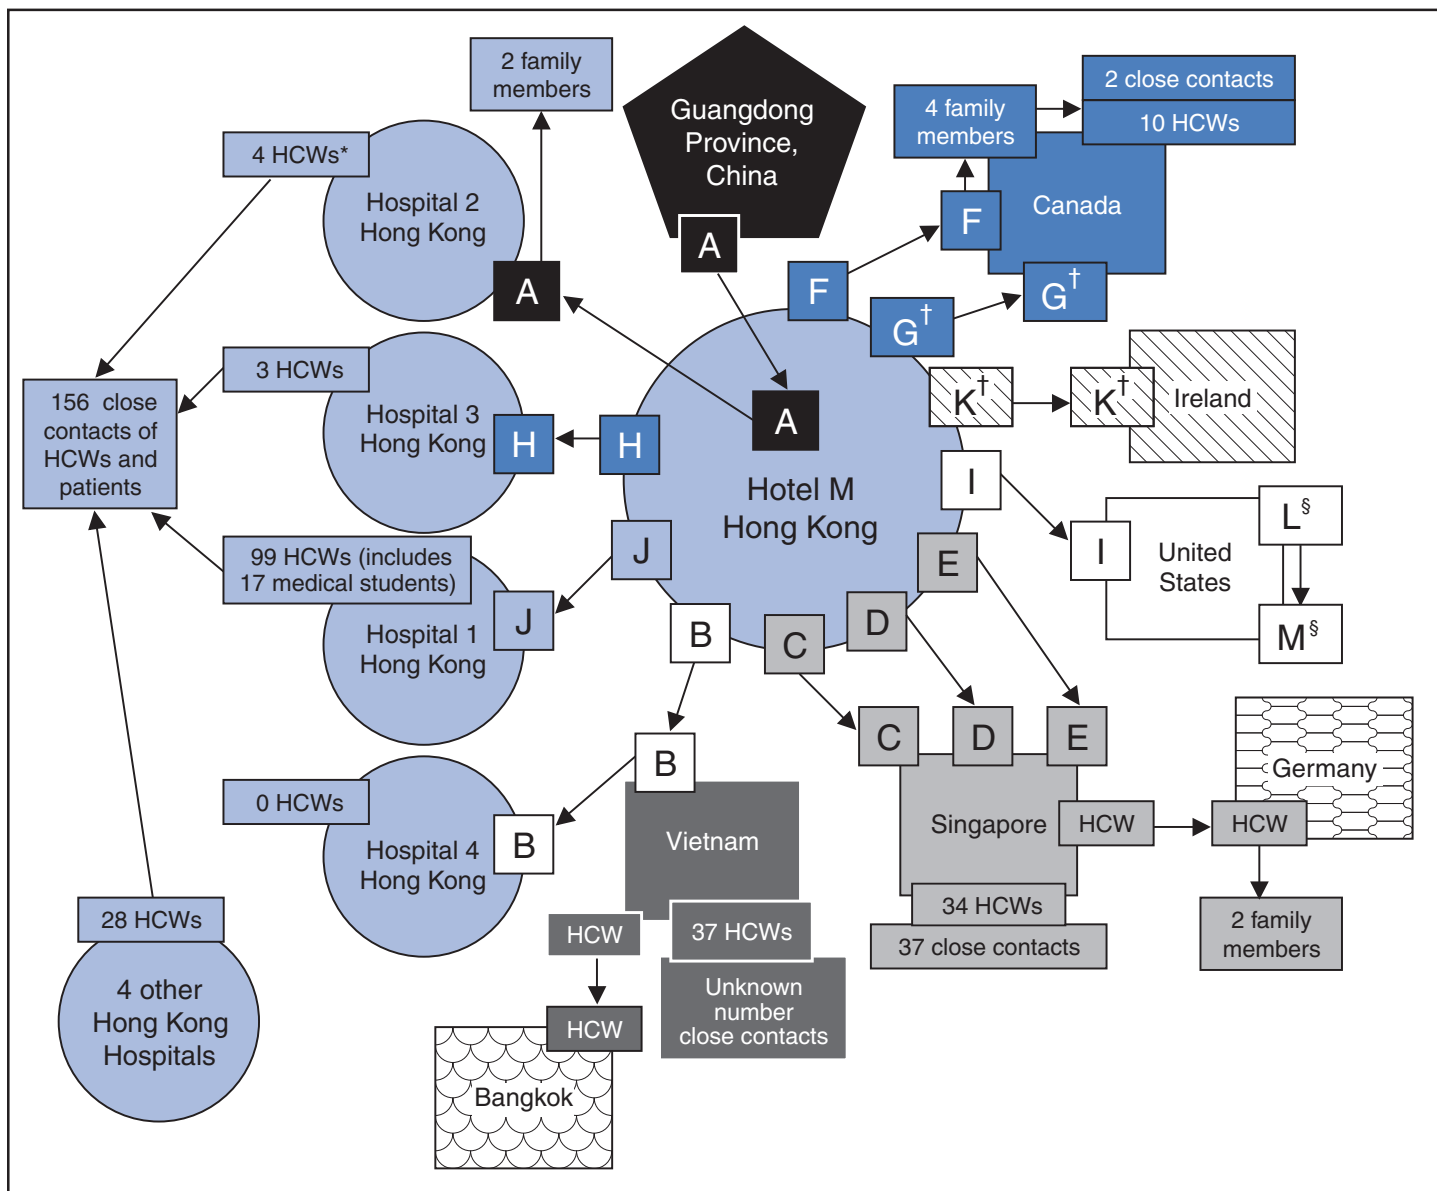 2 family
members
Guangdong
Province,
China
A
4 HCWs*
Hospital 2
Hong Kong
A
4 family
members
2 close contacts
10 HCWs
Canada
F
F
G†
G†
3 HCWs
Hospital 3
Hong Kong
H
H
A
Hotel M
Hong Kong
K†
K†
Ireland
156 close
contacts of
HCWs and
patients
I
I
United
States
L§
M§
99 HCWs (includes
17 medical students)
Hospital 1
Hong Kong
J
J
B
C
D
E
B
C
D
E
0 HCWs
Hospital 4
Hong Kong
B
Vietnam
Singapore
HCW
HCW
Germany
28 HCWs
4 other
Hong Kong
Hospitals
HCW
37 HCWs
Unknown
number
close contacts
34 HCWs
37 close contacts
2 family
members
HCW
Bangkok